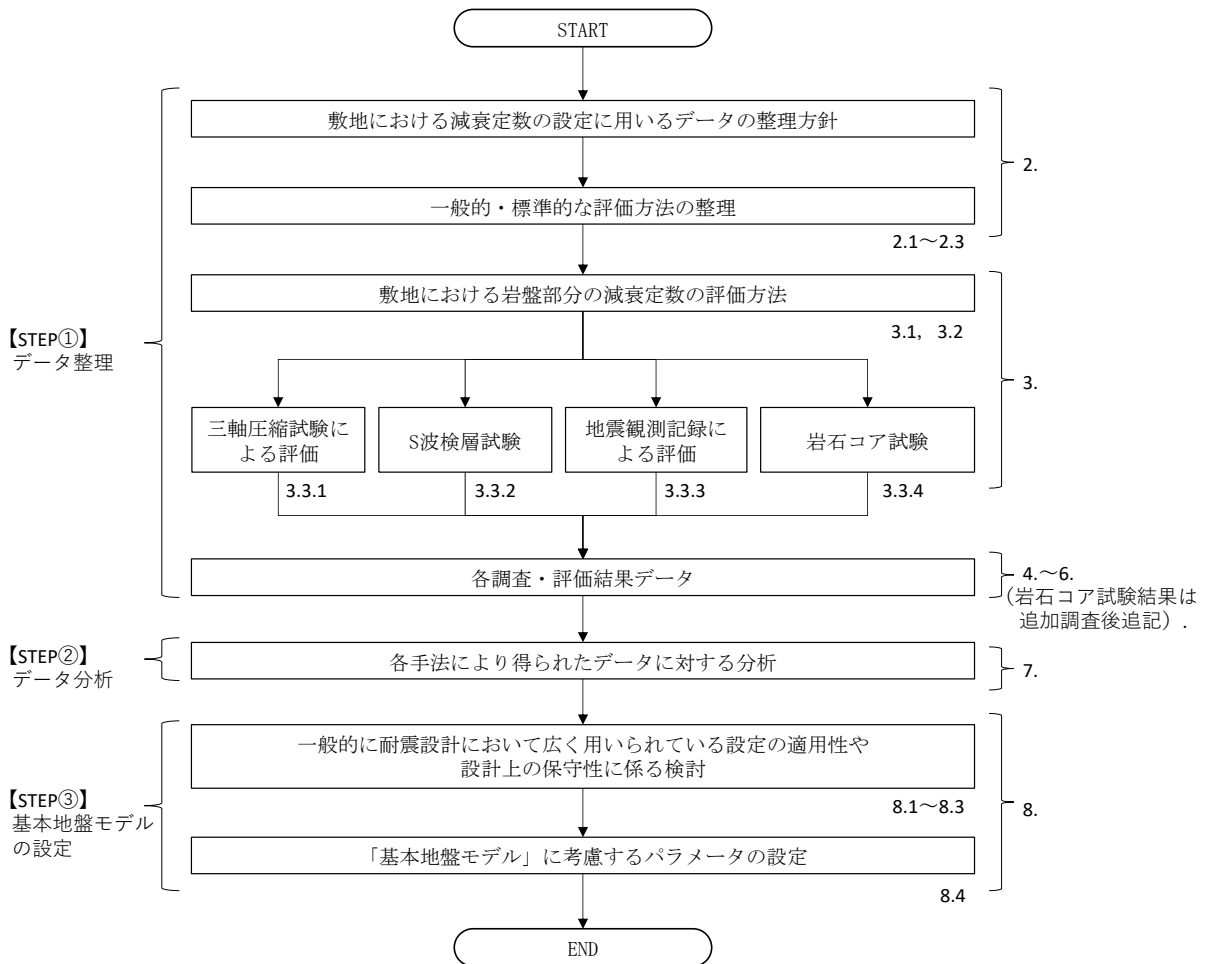 START
敷地における減衰定数の設定に用いるデータの整理方針
2.
一般的・標準的な評価方法の整理
2.1～2.3
敷地における岩盤部分の減衰定数の評価方法
3.1, 3.2
【STEP①】
データ整理
3.
三軸圧縮試験に
よる評価
S波検層試験
地震観測記録に
よる評価
岩石コア試験
3.3.1
3.3.2
3.3.3
3.3.4
各調査・評価結果データ
4.～6.
(岩石コア試験結果は
追加調査後追記）.
【STEP②】
データ分析
各手法により得られたデータに対する分析
7.
一般的に耐震設計において広く用いられている設定の適用性や
設計上の保守性に係る検討
8.1～8.3
【STEP③】
基本地盤モデル
の設定
8.
「基本地盤モデル」に考慮するパラメータの設定
8.4
END